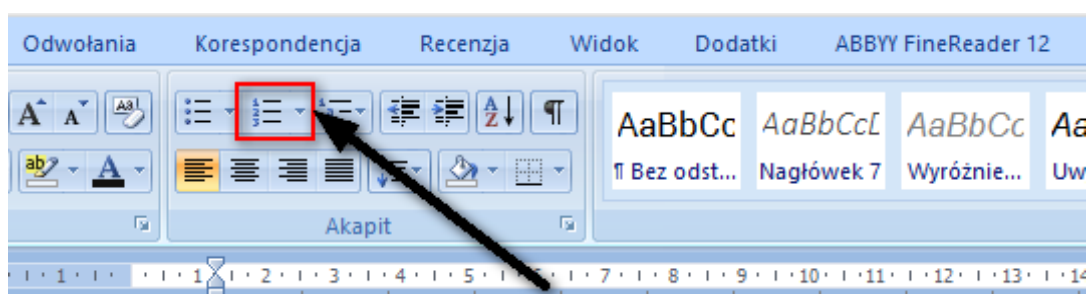 Odwołania Korespondencja Recenzja Widok Dodatki ABBYY FineReader 12
AaBbCc AaBbCcL AaBbCc Aa
¶ Bez odst... Nagłówek 7 Wyróżnie... Uw
Akapit
1 1 2 3 4 5 6 7 8 9 10 11 12 13 14